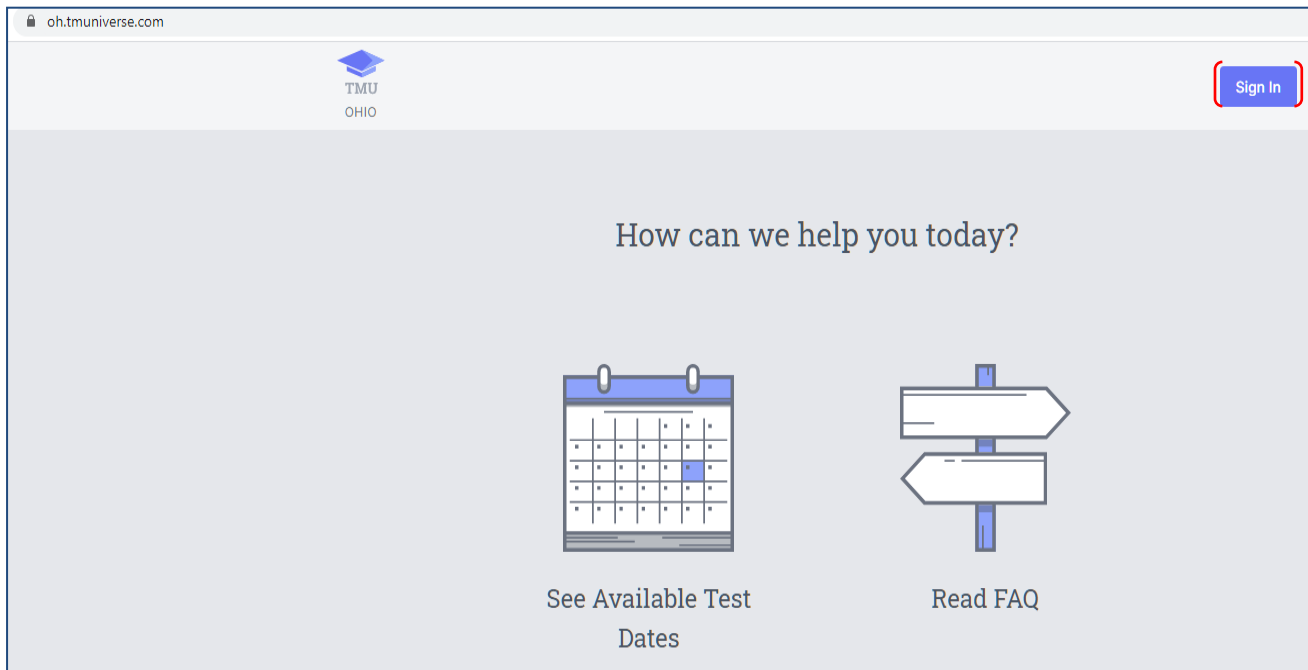 oh.tmuniverse.com
TMU
OHIO
Sign In
How can we help you today?
See Available Test
Dates
Read FAQ